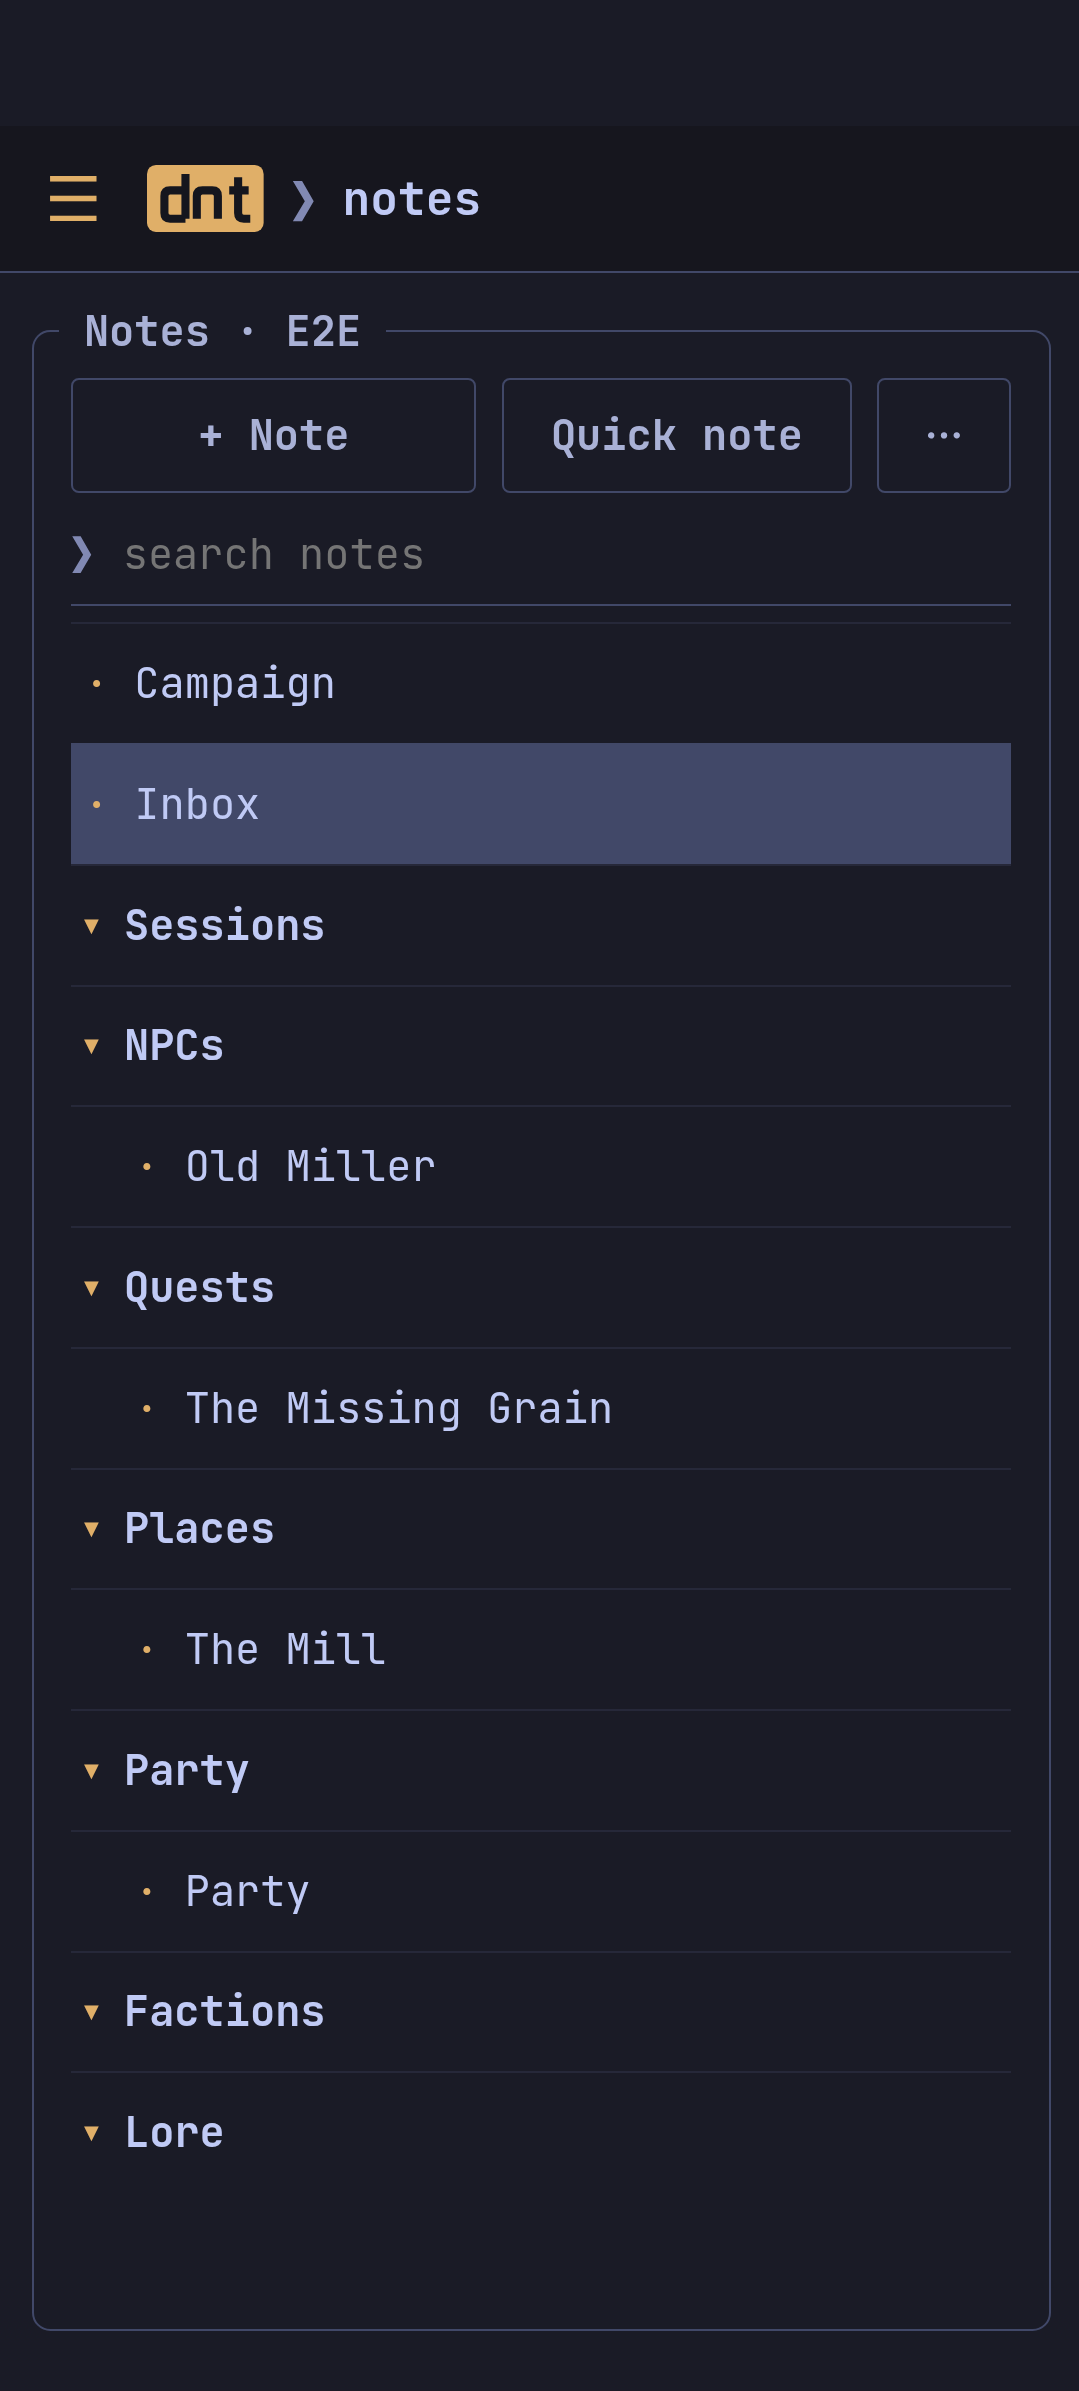 ☰ dnt ❯ notes
Notes · E2E
+ Note Quick note ···
❯ search notes
· Campaign
· Inbox
▾ Sessions
▾ NPCs
· Old Miller
▾ Quests
· The Missing Grain
▾ Places
· The Mill
▾ Party
· Party
▾ Factions
▾ Lore